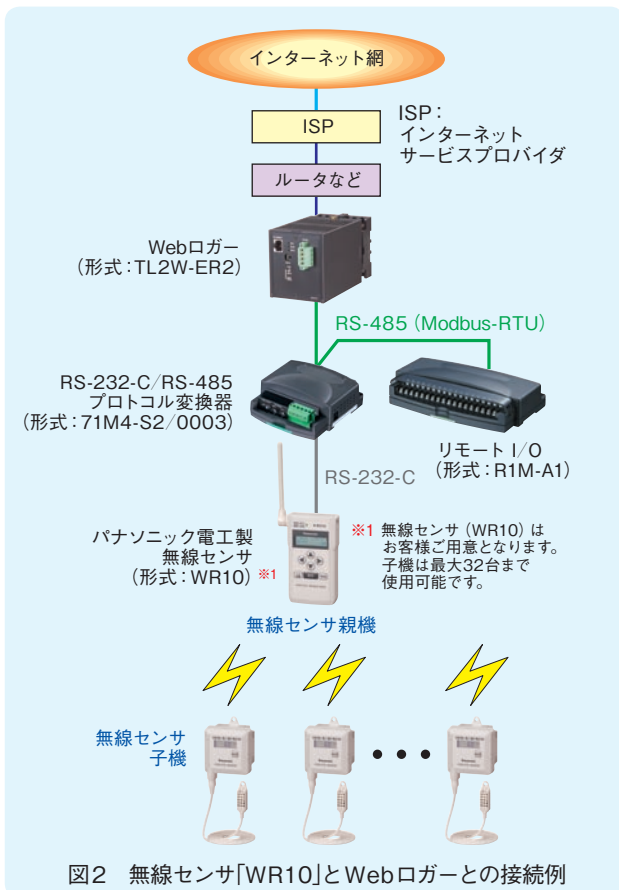 インターネット網
ISP
ISP：
インターネット
サービスプロバイダ
ルータなど
Webロガー
（形式：TL2W-ER2）
RS-485（Modbus-RTU）
RS-232-C/RS-485
プロトコル変換器
（形式：71M4-S2/0003）
リモート I/O
（形式：R1M-A1）
RS-232-C
パナソニック電工製
無線センサ
（形式：WR10）※1
※1 無線センサ（WR10）は
お客様ご用意となります。
子機は最大32台まで
使用可能です。
無線センサ親機
無線センサ
子機
図2　無線センサ「WR10」とWebロガーとの接続例